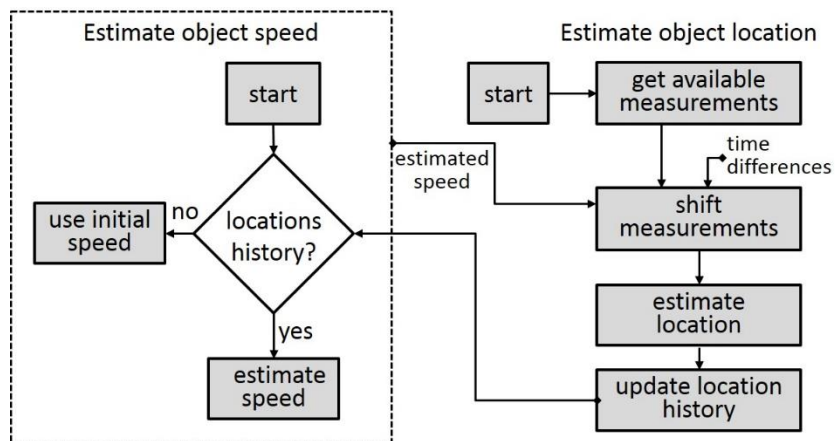 Estimate object speed
start
locations
history?
no
use initial
speed
yes
estimate
speed
estimated
speed
Estimate object location
start
get available
measurements
time
differences
shift
measurements
estimate
location
update location
history